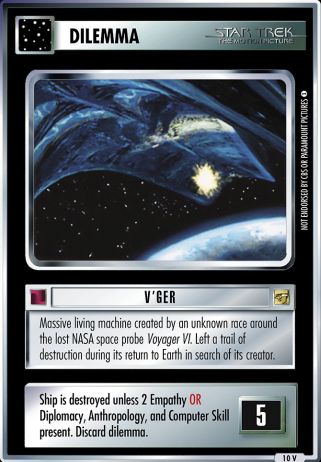 DILEMMA
STAR TREK
THE MOTION PICTURE
NOT ENDORSED BY CBS OR PARAMOUNT PICTURES
V'GER
Massive living machine created by an unknown race around
the lost NASA space probe Voyager VI. Left a trail of
destruction during its return to Earth in search of its creator.
Ship is destroyed unless 2 Empathy OR
Diplomacy, Anthropology, and Computer Skill
present. Discard dilemma.
5
10 V